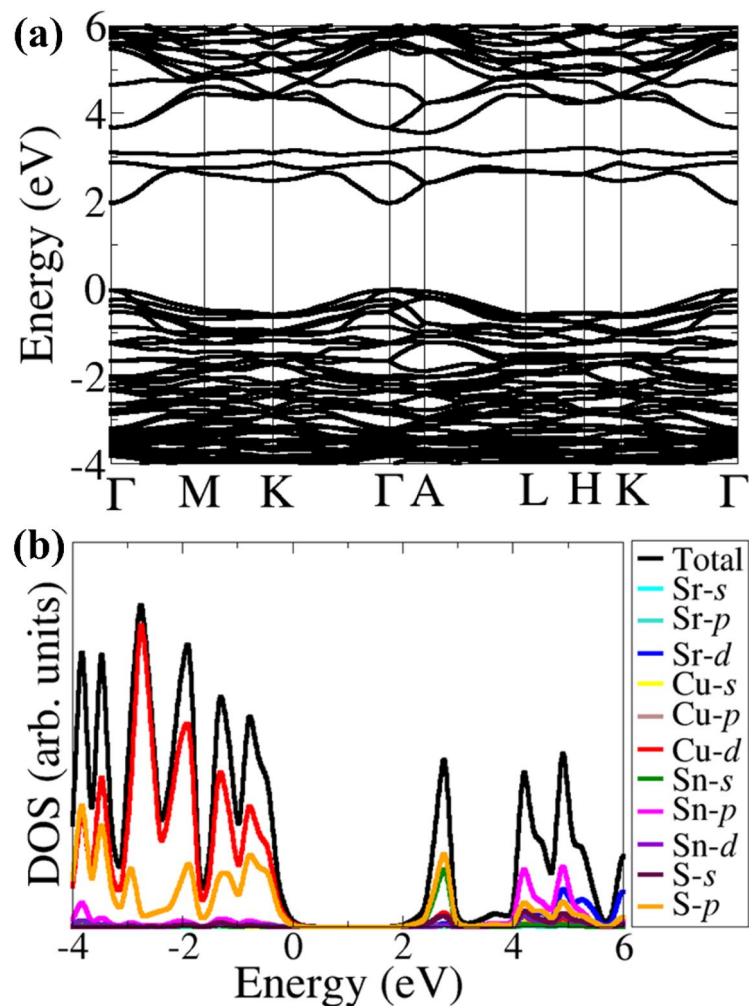 (a)
6
4
2
0
-2
-4
Energy (eV)
Γ M K Γ A L H K Γ
(b)
DOS (arb. units)
-4 -2 0 2 4 6
Energy (eV)
Total
Sr-s
Sr-p
Sr-d
Cu-s
Cu-p
Cu-d
Sn-s
Sn-p
Sn-d
S-s
S-p